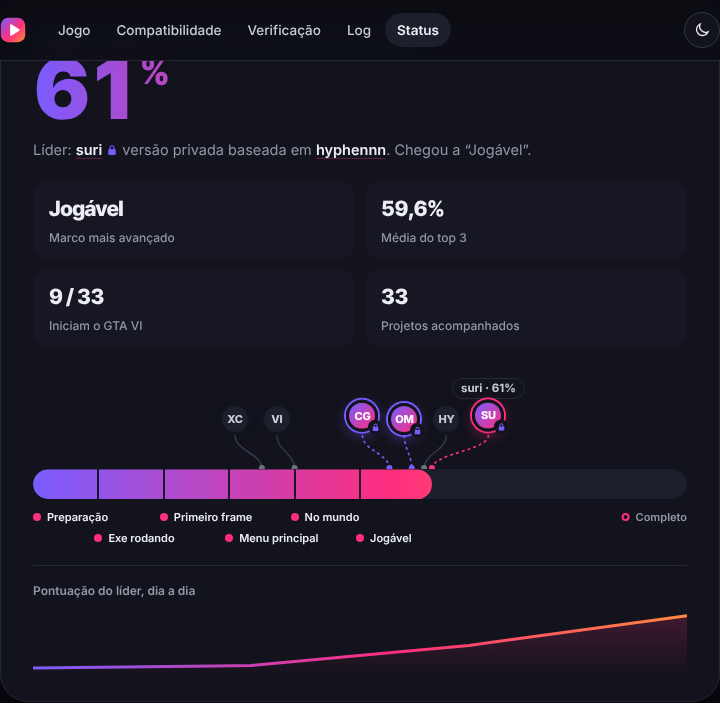 Jogo Compatibilidade Verificação Log Status
61%
Líder: suri versão privada baseada em hyphennn. Chegou a “Jogável”.
Jogável 59,6%
Marco mais avançado Média do top 3
9 / 33 33
Iniciam o GTA VI Projetos acompanhados
suri · 61%
XC VI CG OM HY SU
Preparação Primeiro frame No mundo Completo
Exe rodando Menu principal Jogável
Pontuação do líder, dia a dia